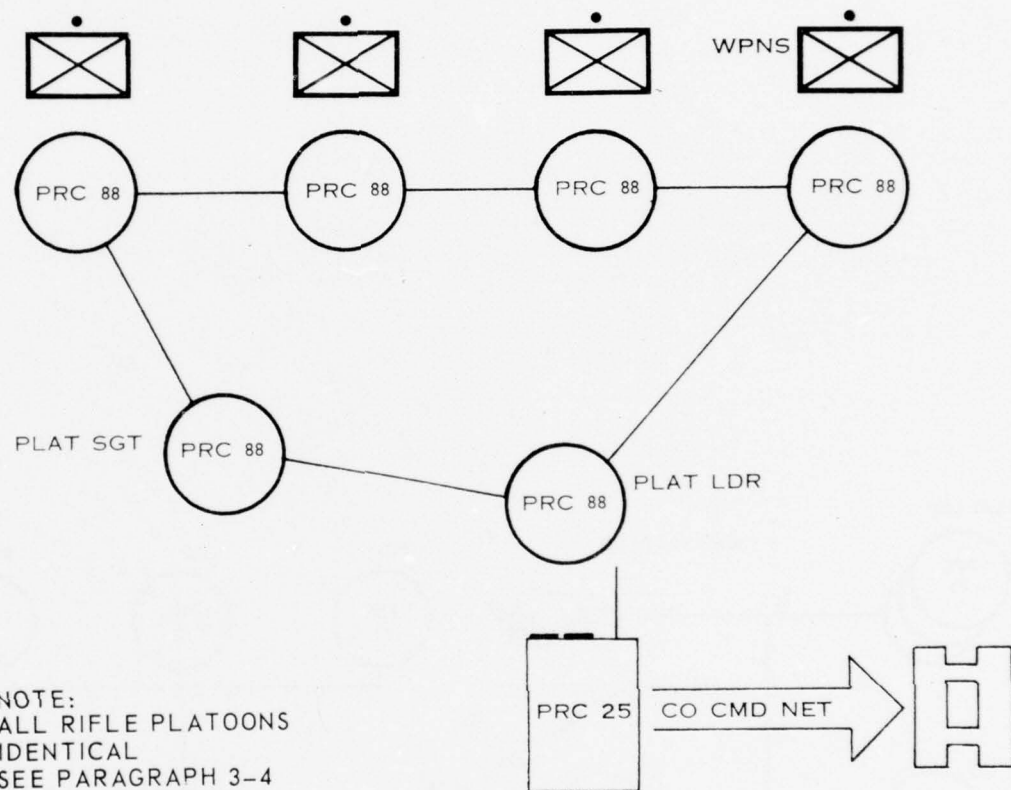 WPNS
PRC 88
PRC 88
PRC 88
PRC 88
PLAT SGT
PRC 88
PRC 88
PLAT LDR
PRC 25
CO CMD NET
NOTE:
ALL RIFLE PLATOONS
IDENTICAL
SEE PARAGRAPH 3-4